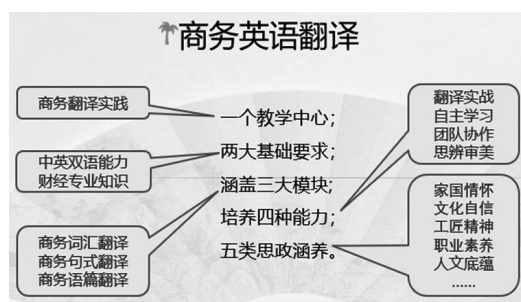 商务英语翻译
商务翻译实践
一个教学中心；
中英双语能力
财经专业知识
两大基础要求；
商务词汇翻译
商务句式翻译
商务语篇翻译
涵盖三大模块；
翻译实战
自主学习
团队协作
思辨审美
培养四种能力；
家国情怀
文化自信
工匠精神
职业素养
人文底蕴
……
五类思政涵养。